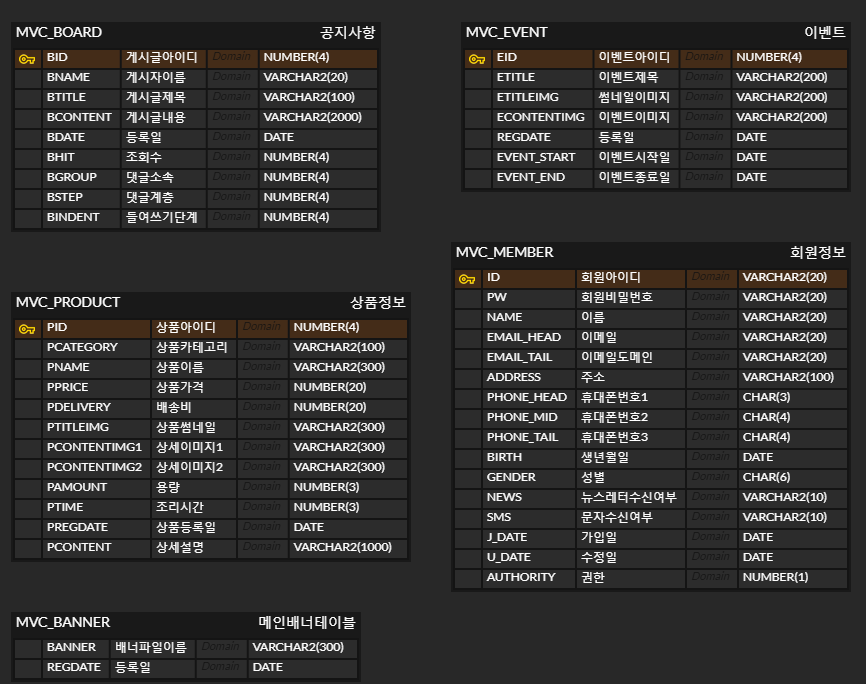 MVC_BOARD 공지사항
BID 게시글아이디 Domain NUMBER(4)
BNAME 게시자이름 Domain VARCHAR2(20)
BTITLE 게시글제목 Domain VARCHAR2(100)
BCONTENT 게시글내용 Domain VARCHAR2(2000)
BDATE 등록일 Domain DATE
BHIT 조회수 Domain NUMBER(4)
BGROUP 댓글소속 Domain NUMBER(4)
BSTEP 댓글계층 Domain NUMBER(4)
BINDENT 들여쓰기단계 Domain NUMBER(4)
MVC_EVENT 이벤트
EID 이벤트아이디 Domain NUMBER(4)
ETITLE 이벤트제목 Domain VARCHAR2(200)
ETITLEIMG 썸네일이미지 Domain VARCHAR2(200)
ECONTENTIMG 이벤트이미지 Domain VARCHAR2(200)
REGDATE 등록일 Domain DATE
EVENT_START 이벤트시작일 Domain DATE
EVENT_END 이벤트종료일 Domain DATE
MVC_PRODUCT 상품정보
PID 상품아이디 Domain NUMBER(4)
PCATEGORY 상품카테고리 Domain VARCHAR2(100)
PNAME 상품이름 Domain VARCHAR2(300)
PPRICE 상품가격 Domain NUMBER(20)
PDELIVERY 배송비 Domain NUMBER(20)
PTITLEIMG 상품썸네일 Domain VARCHAR2(300)
PCONTENTIMG1 상세이미지1 Domain VARCHAR2(300)
PCONTENTIMG2 상세이미지2 Domain VARCHAR2(300)
PAMOUNT 용량 Domain NUMBER(3)
PTIME 조리시간 Domain NUMBER(3)
PREGDATE 상품등록일 Domain DATE
PCONTENT 상세설명 Domain VARCHAR2(1000)
MVC_MEMBER 회원정보
ID 회원아이디 Domain VARCHAR2(20)
PW 회원비밀번호 Domain VARCHAR2(20)
NAME 이름 Domain VARCHAR2(20)
EMAIL_HEAD 이메일 Domain VARCHAR2(20)
EMAIL_TAIL 이메일도메인 Domain VARCHAR2(20)
ADDRESS 주소 Domain VARCHAR2(100)
PHONE_HEAD 휴대폰번호1 Domain CHAR(3)
PHONE_MID 휴대폰번호2 Domain CHAR(4)
PHONE_TAIL 휴대폰번호3 Domain CHAR(4)
BIRTH 생년월일 Domain DATE
GENDER 성별 Domain CHAR(6)
NEWS 뉴스레터수신여부 Domain VARCHAR2(10)
SMS 문자수신여부 Domain VARCHAR2(10)
J_DATE 가입일 Domain DATE
U_DATE 수정일 Domain DATE
AUTHORITY 권한 Domain NUMBER(1)
MVC_BANNER 메인배너테이블
BANNER 배너파일이름 Domain VARCHAR2(300)
REGDATE 등록일 Domain DATE